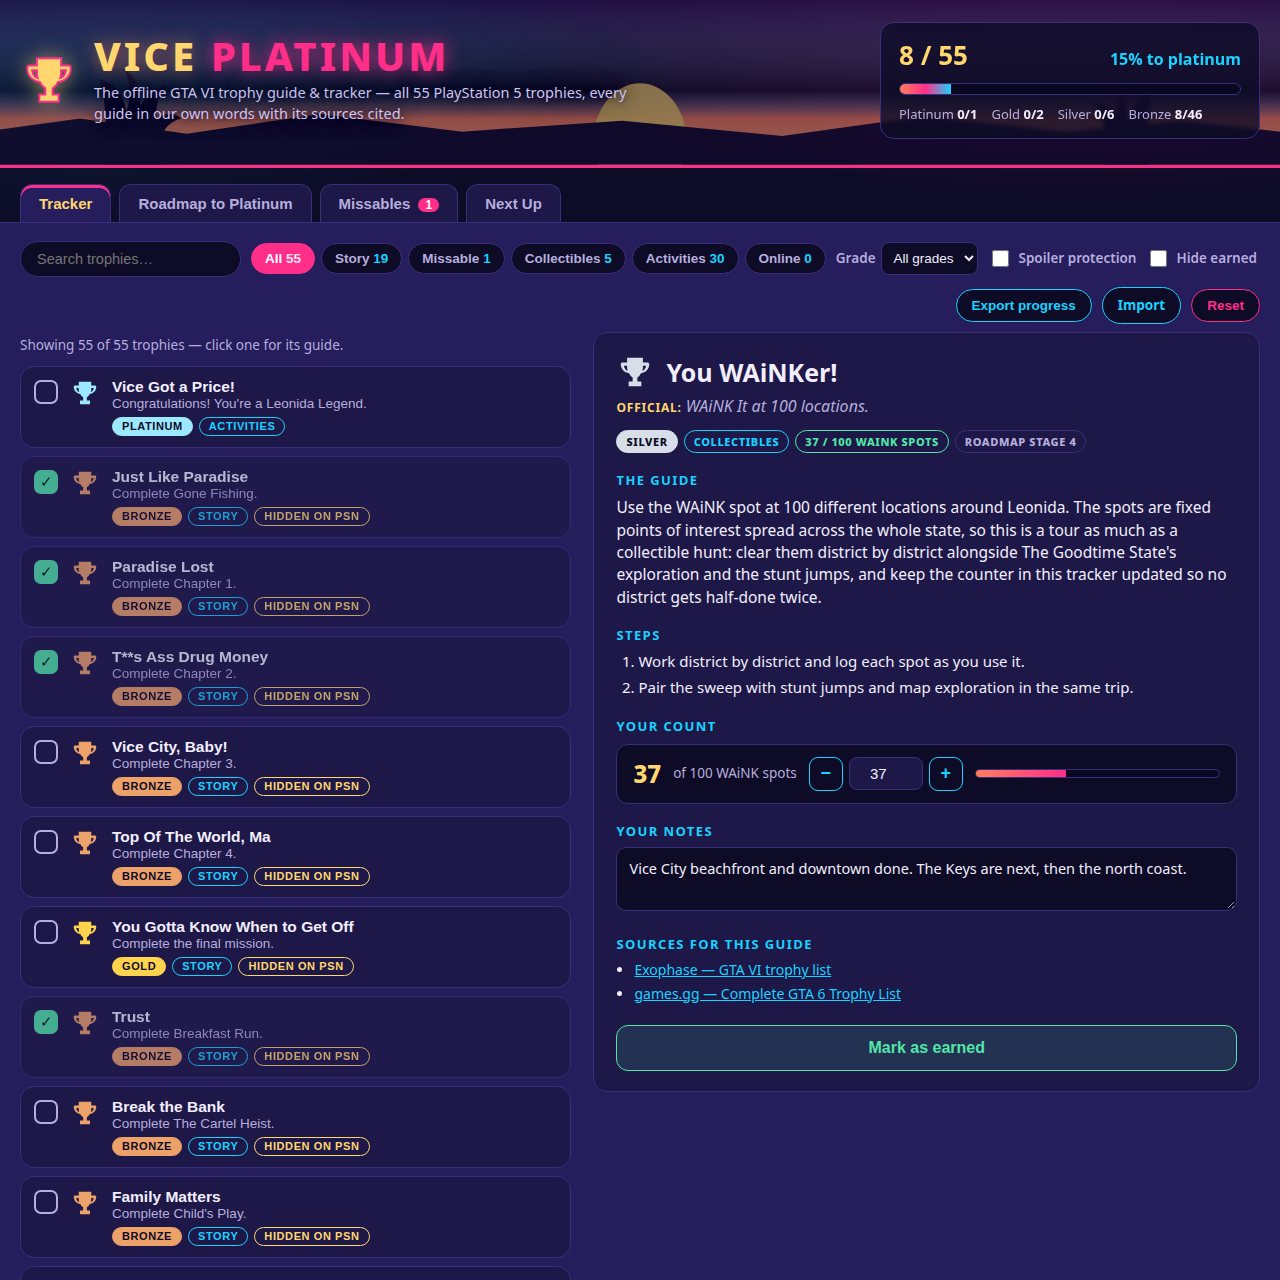 VICE PLATINUM
The offline GTA VI trophy guide & tracker — all 55 PlayStation 5 trophies, every
guide in our own words with its sources cited.
8 / 55
15% to platinum
Platinum 0/1 Gold 0/2 Silver 0/6 Bronze 8/46
Tracker
Roadmap to Platinum
Missables 1
Next Up
Search trophies…
All 55
Story 19
Missable 1
Collectibles 5
Activities 30
Online 0
Grade
All grades
Spoiler protection
Hide earned
Export progress
Import
Reset
Showing 55 of 55 trophies — click one for its guide.
Vice Got a Price!
Congratulations! You're a Leonida Legend.
PLATINUM ACTIVITIES
✓
Just Like Paradise
Complete Gone Fishing.
BRONZE STORY HIDDEN ON PSN
✓
Paradise Lost
Complete Chapter 1.
BRONZE STORY HIDDEN ON PSN
✓
T**s Ass Drug Money
Complete Chapter 2.
BRONZE STORY HIDDEN ON PSN
Vice City, Baby!
Complete Chapter 3.
BRONZE STORY HIDDEN ON PSN
Top Of The World, Ma
Complete Chapter 4.
BRONZE STORY HIDDEN ON PSN
You Gotta Know When to Get Off
Complete the final mission.
GOLD STORY HIDDEN ON PSN
✓
Trust
Complete Breakfast Run.
BRONZE STORY HIDDEN ON PSN
Break the Bank
Complete The Cartel Heist.
BRONZE STORY HIDDEN ON PSN
Family Matters
Complete Child's Play.
BRONZE STORY HIDDEN ON PSN
You WAiNKer!
OFFICIAL: WAiNK It at 100 locations.
SILVER COLLECTIBLES 37 / 100 WAINK SPOTS ROADMAP STAGE 4
THE GUIDE
Use the WAiNK spot at 100 different locations around Leonida. The spots are fixed
points of interest spread across the whole state, so this is a tour as much as a
collectible hunt: clear them district by district alongside The Goodtime State's
exploration and the stunt jumps, and keep the counter in this tracker updated so no
district gets half-done twice.
STEPS
1. Work district by district and log each spot as you use it.
2. Pair the sweep with stunt jumps and map exploration in the same trip.
YOUR COUNT
37 of 100 WAiNK spots − 37 +
YOUR NOTES
Vice City beachfront and downtown done. The Keys are next, then the north coast.
SOURCES FOR THIS GUIDE
• Exophase — GTA VI trophy list
• games.gg — Complete GTA 6 Trophy List
Mark as earned